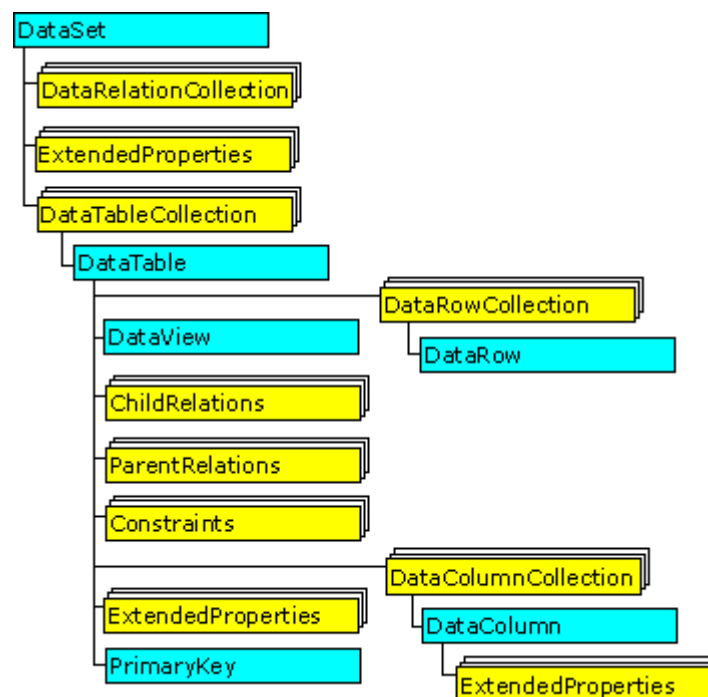 DataSet
DataRelationCollection
ExtendedProperties
DataTableCollection
DataTable
DataRowCollection
DataView
DataRow
ChildRelations
ParentRelations
Constraints
DataColumnCollection
ExtendedProperties
DataColumn
PrimaryKey
ExtendedProperties